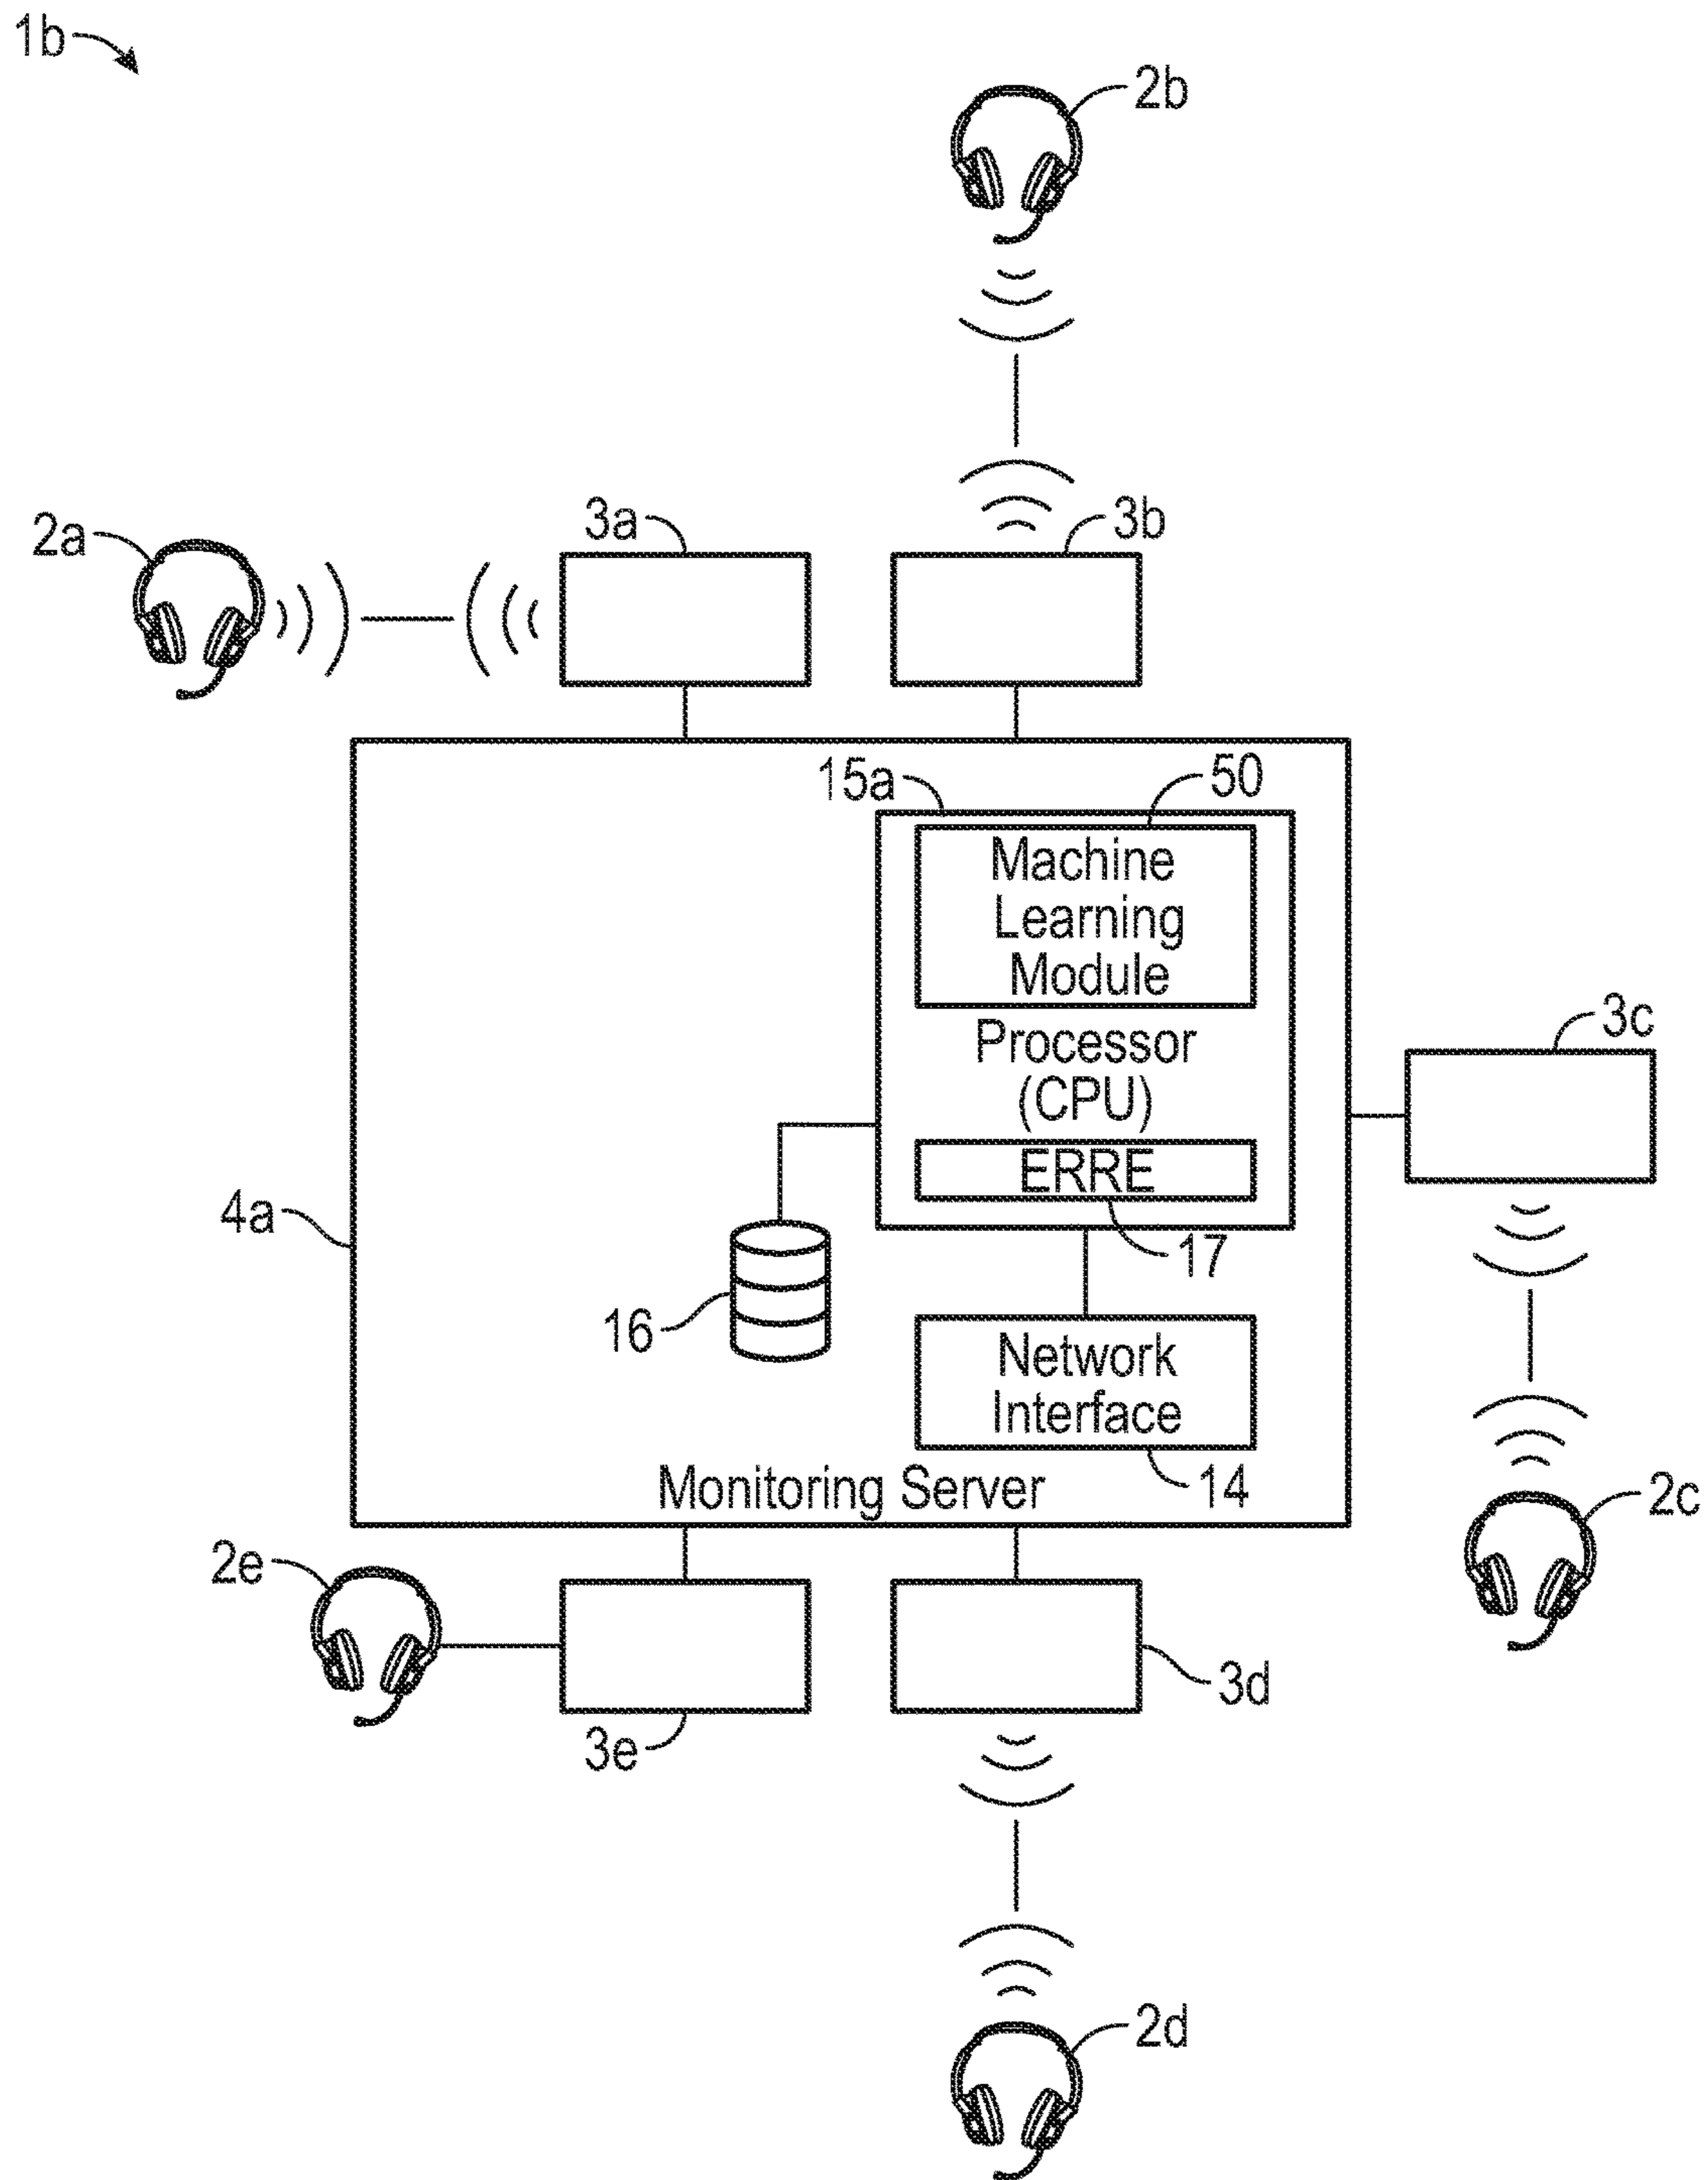 1b
2b
2a
3a
3b
15a
50
Machine
Learning
Module
Processor
(CPU)
ERRE
3c
4a
17
16
Network
Interface
14
Monitoring Server
2c
2e
3d
3e
2d